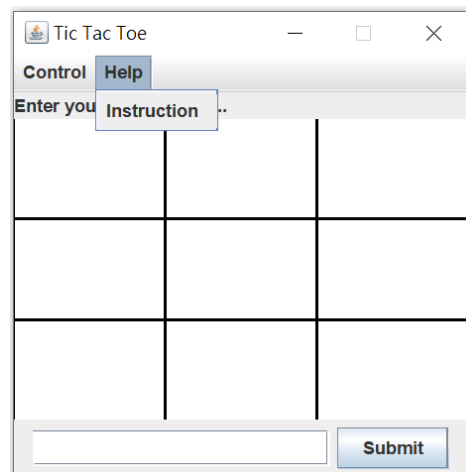 Tic Tac Toe
Control Help
Enter you ..
Instruction
Submit